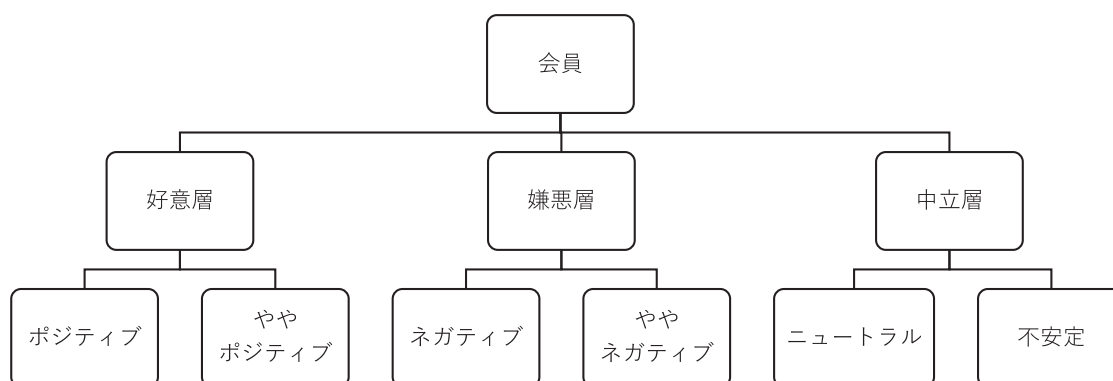 会員
好意層
嫌悪層
中立層
ポジティブ
やや
ポジティブ
ネガティブ
やや
ネガティブ
ニュートラル
不安定